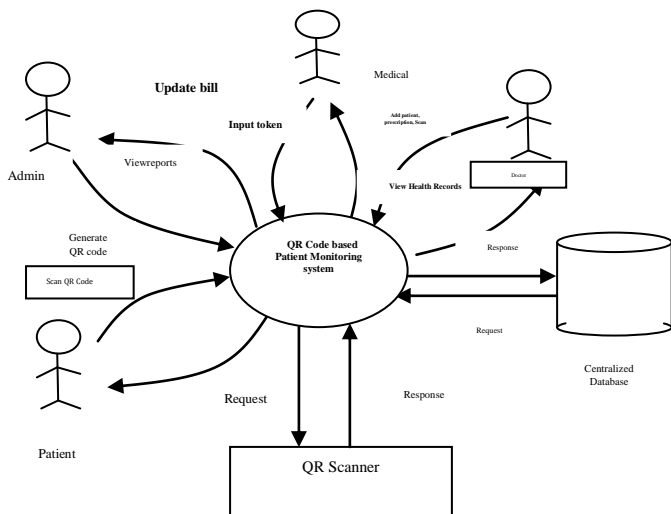 Medical
Update bill
Add patient,
prescription, Scan
Input token
Viewreports
Admin
Doctor
View Health Records
Generate
QR code
QR Code based
Patient Monitoring
system
Response
Scan QR Code
Request
Centralized
Database
Request
Response
Patient
QR Scanner